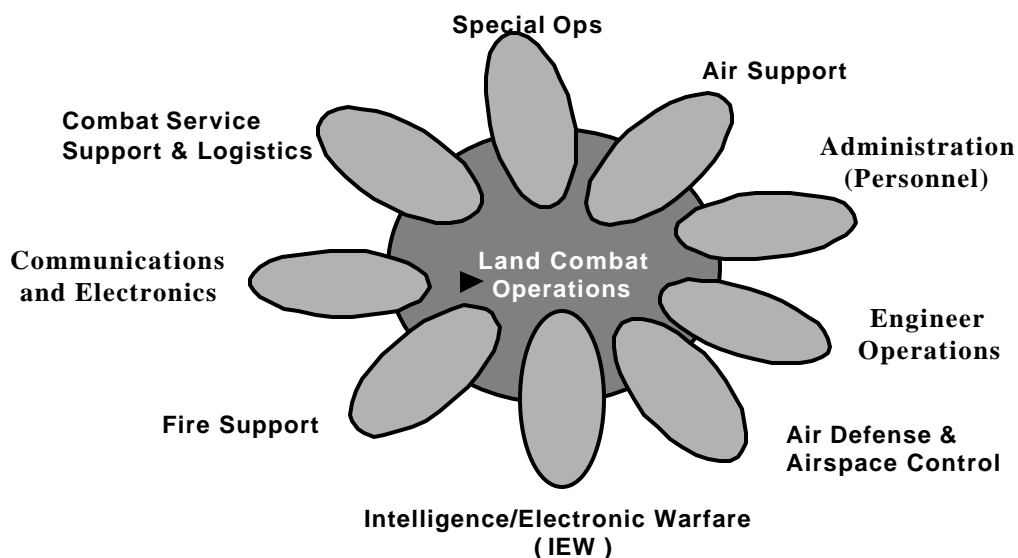 Special Ops
Air Support
Combat Service
Support & Logistics
Administration
(Personnel)
Communications
and Electronics
Land Combat
Operations
Engineer
Operations
Fire Support
Air Defense &
Airspace Control
Intelligence/Electronic Warfare
( IEW )